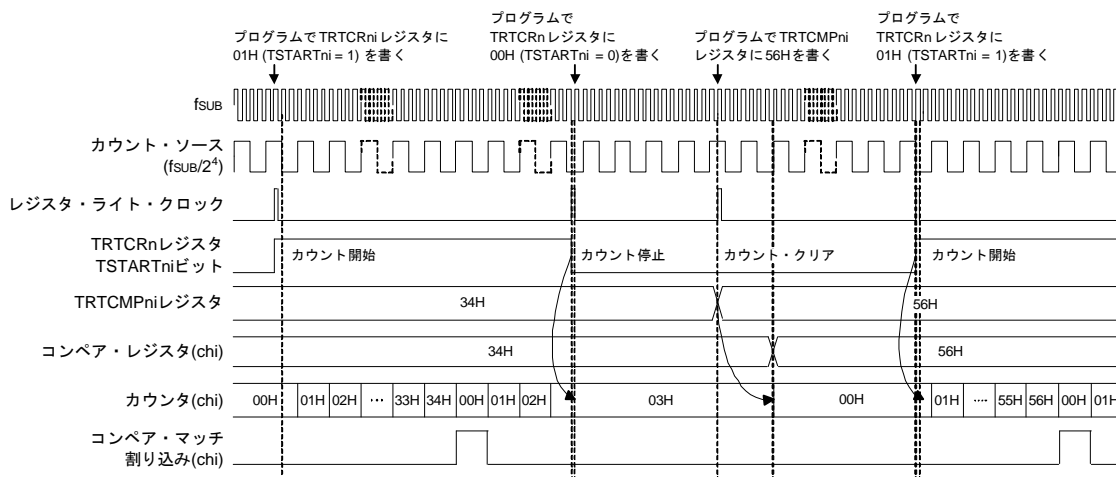 プログラムでTRTCRniレジスタに
01H (TSTARTni = 1) を書く
プログラムで
TRTCRnレジスタに
00H (TSTARTni = 0)を書く
プログラムでTRTCMPni
レジスタに56Hを書く
プログラムで
TRTCRnレジスタに
01H (TSTARTni = 1)を書く
fSUB
カウント・ソース
(fSUB/2⁴)
レジスタ・ライト・クロック
TRTCRnレジスタ
TSTARTniビット
カウント開始
カウント停止
カウント・クリア
カウント開始
TRTCMPniレジスタ
34H
56H
コンペア・レジスタ(chi)
34H
56H
カウンタ(chi)
00H 01H 02H ··· 33H 34H 00H 01H 02H 03H 00H 01H ···· 55H 56H 00H 01H
コンペア・マッチ
割り込み(chi)